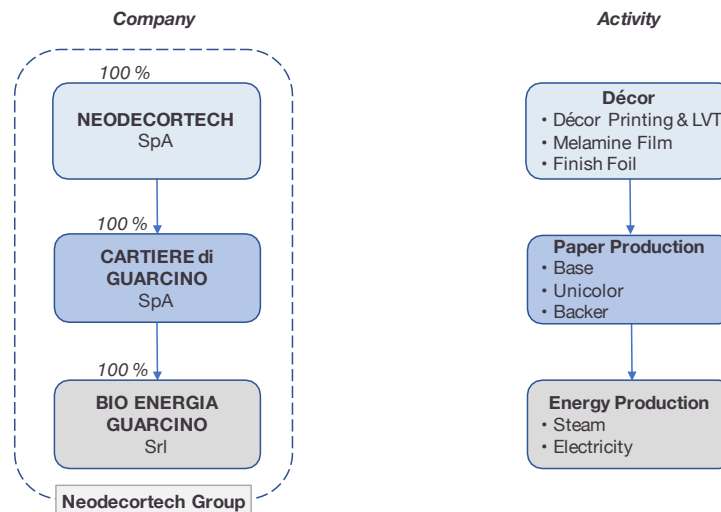 Company
Activity
100 %
NEODECORTECH
SpA
Décor
• Décor Printing & LVT
• Melamine Film
• Finish Foil
100 %
CARTIERE di
GUARCINO
SpA
Paper Production
• Base
• Unicolor
• Backer
100 %
BIO ENERGIA
GUARCINO
Srl
Energy Production
• Steam
• Electricity
Neodecortech Group